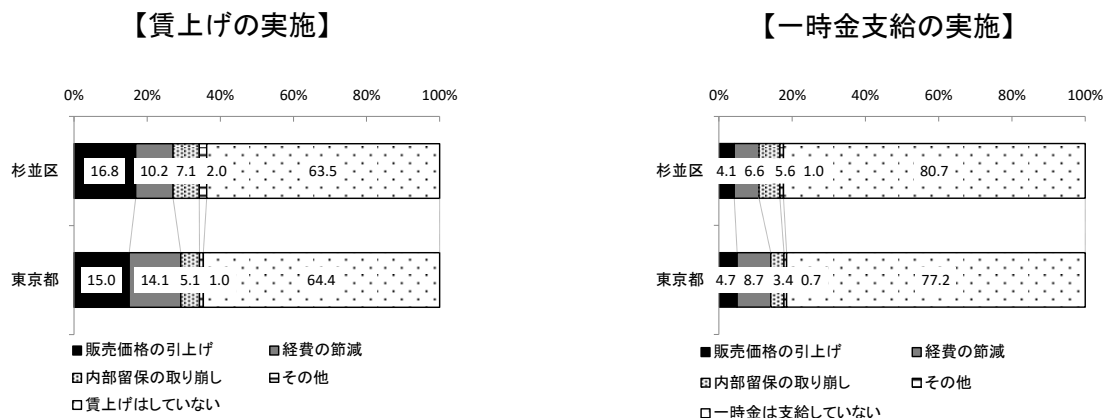 【賃上げの実施】
0% 20% 40% 60% 80% 100%
杉並区 16.8 10.2 7.1 2.0 63.5
東京都 15.0 14.1 5.1 1.0 64.4
■販売価格の引上げ 経費の節減
内部留保の取り崩し その他
賃上げはしていない
【一時金支給の実施】
0% 20% 40% 60% 80% 100%
杉並区 4.1 6.6 5.6 1.0 80.7
東京都 4.7 8.7 3.4 0.7 77.2
■販売価格の引上げ 経費の節減
内部留保の取り崩し その他
一時金は支給していない